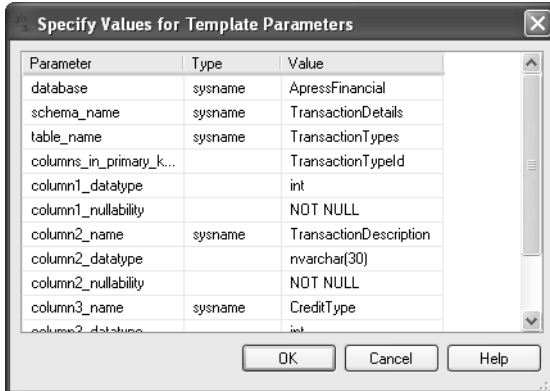 Specify Values for Template Parameters
Parameter Type Value
database sysname ApressFinancial
schema_name sysname TransactionDetails
table_name sysname TransactionTypes
columns_in_primary_k... TransactionTypeId
column1_datatype int
column1_nullability NOT NULL
column2_name sysname TransactionDescription
column2_datatype nvarchar(30)
column2_nullability NOT NULL
column3_name sysname CreditType
column3_datatype int
OK Cancel Help